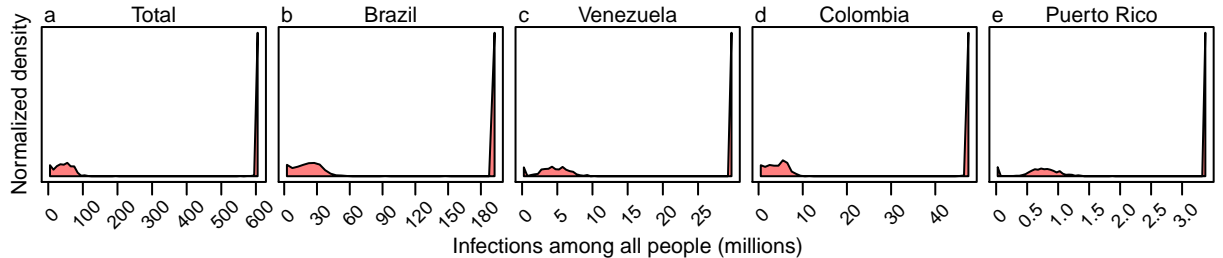 a Total b Brazil c Venezuela d Colombia e Puerto Rico
Normalized density
0 100 200 300 400 500 600 0 30 60 90 120 150 180 0 5 10 15 20 25 0 10 20 30 40 0 0.5 1.0 1.5 2.0 2.5 3.0
Infections among all people (millions)